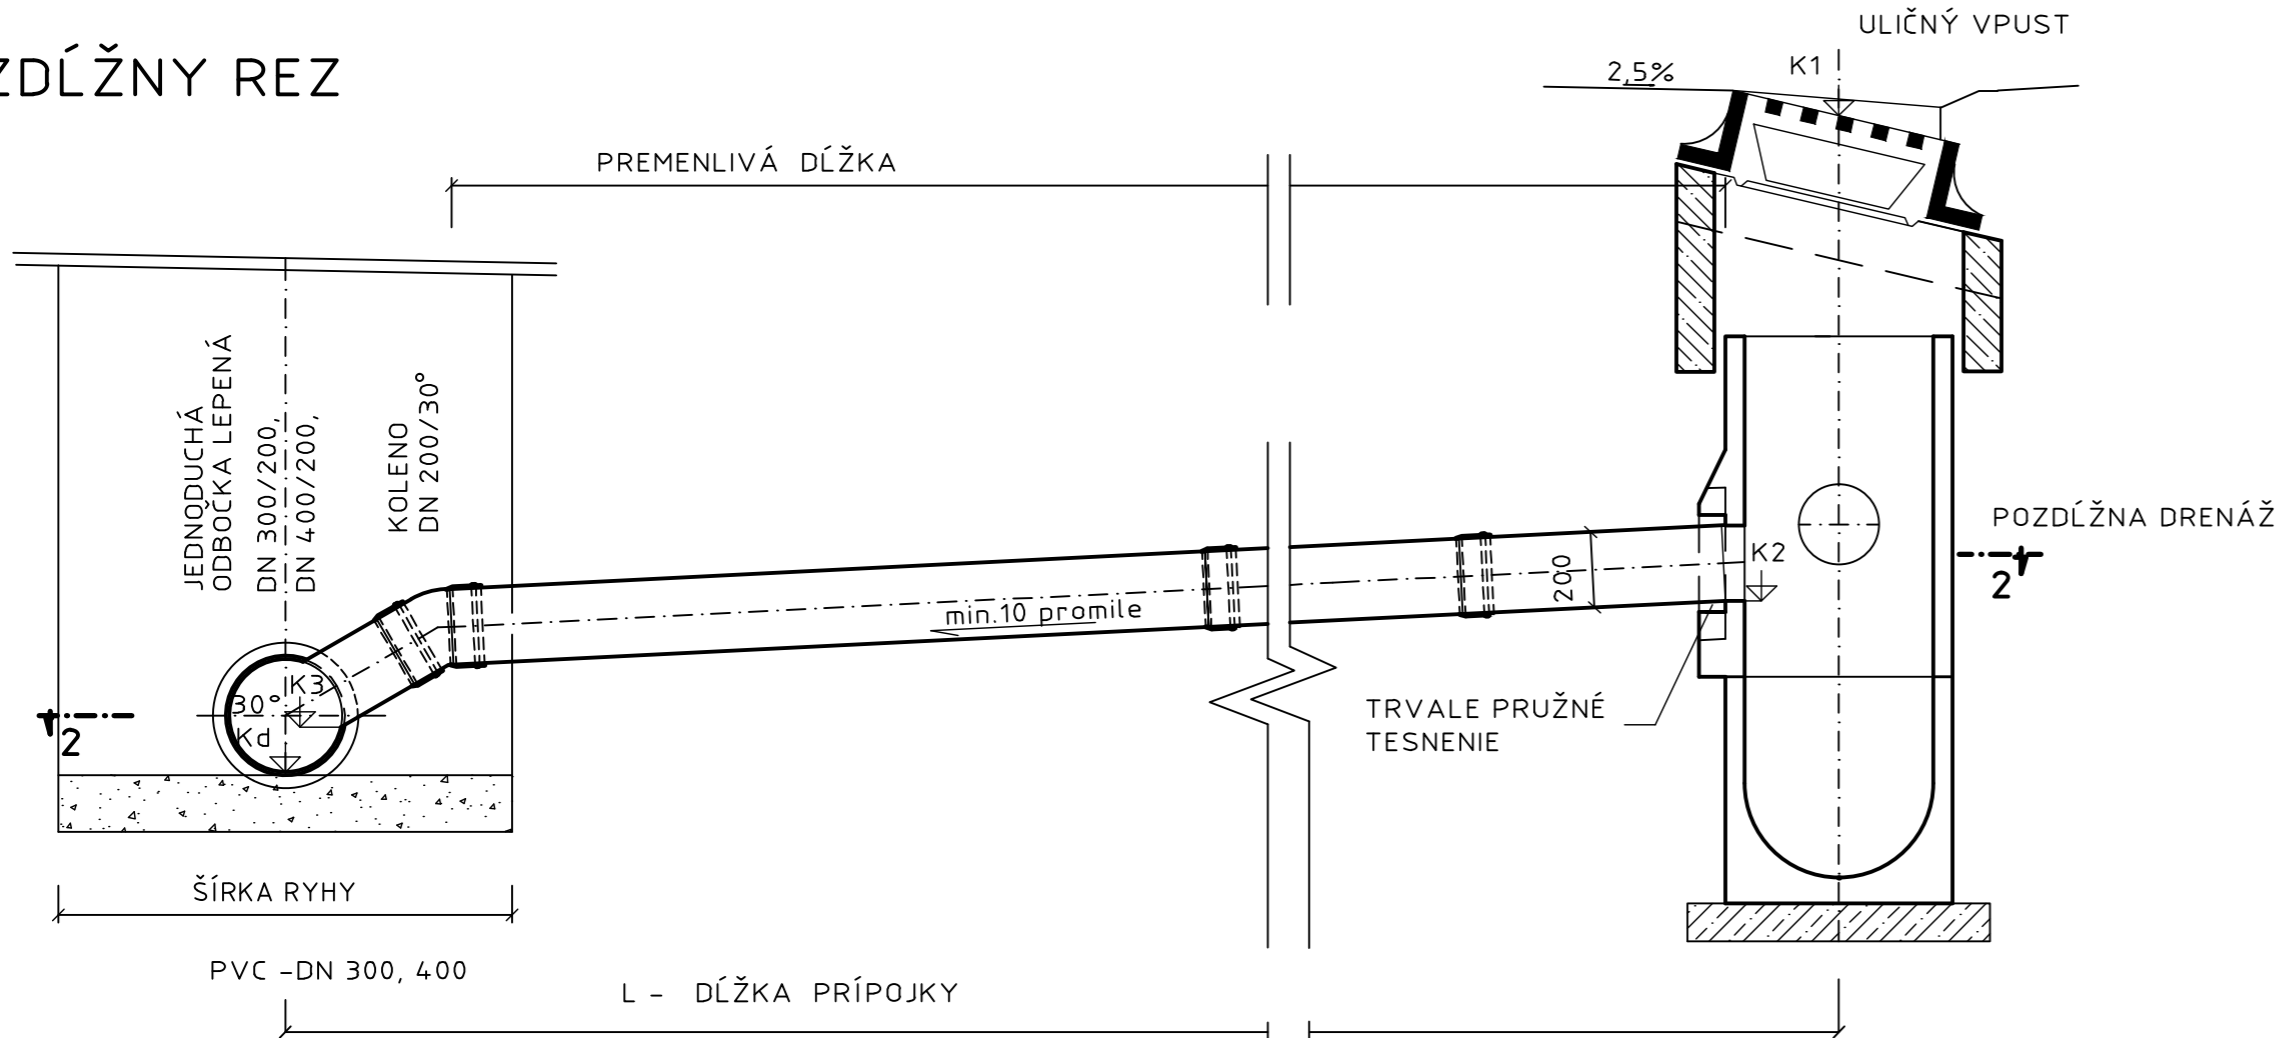 ULIČNÝ VPUST
ZDĹŽNY REZ
2,5%
K1
PREMENLIVÁ DĹŽKA
JEDNODUCHÁ
ODBOČKA LEPENÁ
DN 300/200,
DN 400/200,
KOLENO
DN 200/30°
POZDĹŽNA DRENÁŽ
K2
2
200
min.10 promile
K3
30°
Kd
2
TRVALE PRUŽNÉ
TESNENIE
ŠÍRKA RYHY
PVC -DN 300, 400
L - DĹŽKA PRÍPOJKY